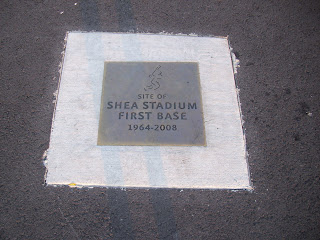 SITE OF
SHEA STADIUM
FIRST BASE
1964-2008